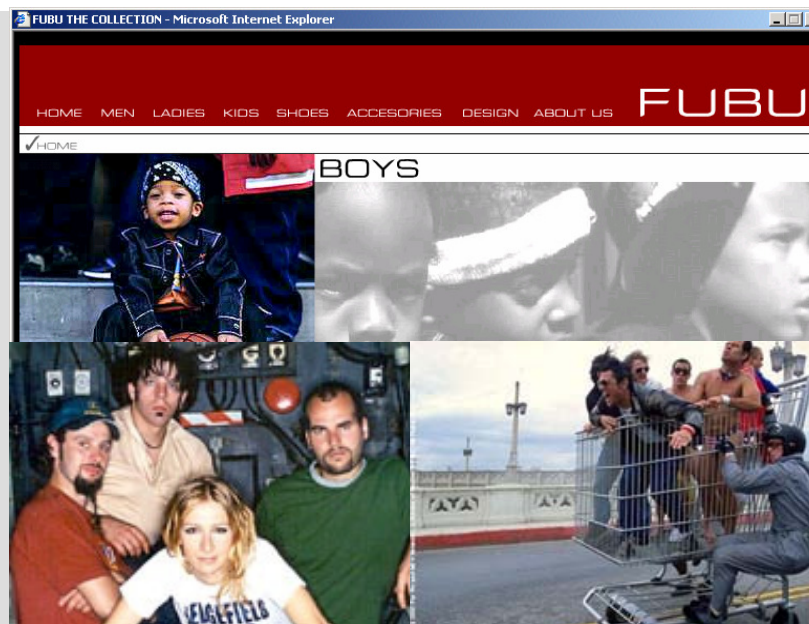 FUBU THE COLLECTION - Microsoft Internet Explorer
FUBU
HOME MEN LADIES KIDS SHOES ACCESORIES DESIGN ABOUT US
HOME
BOYS